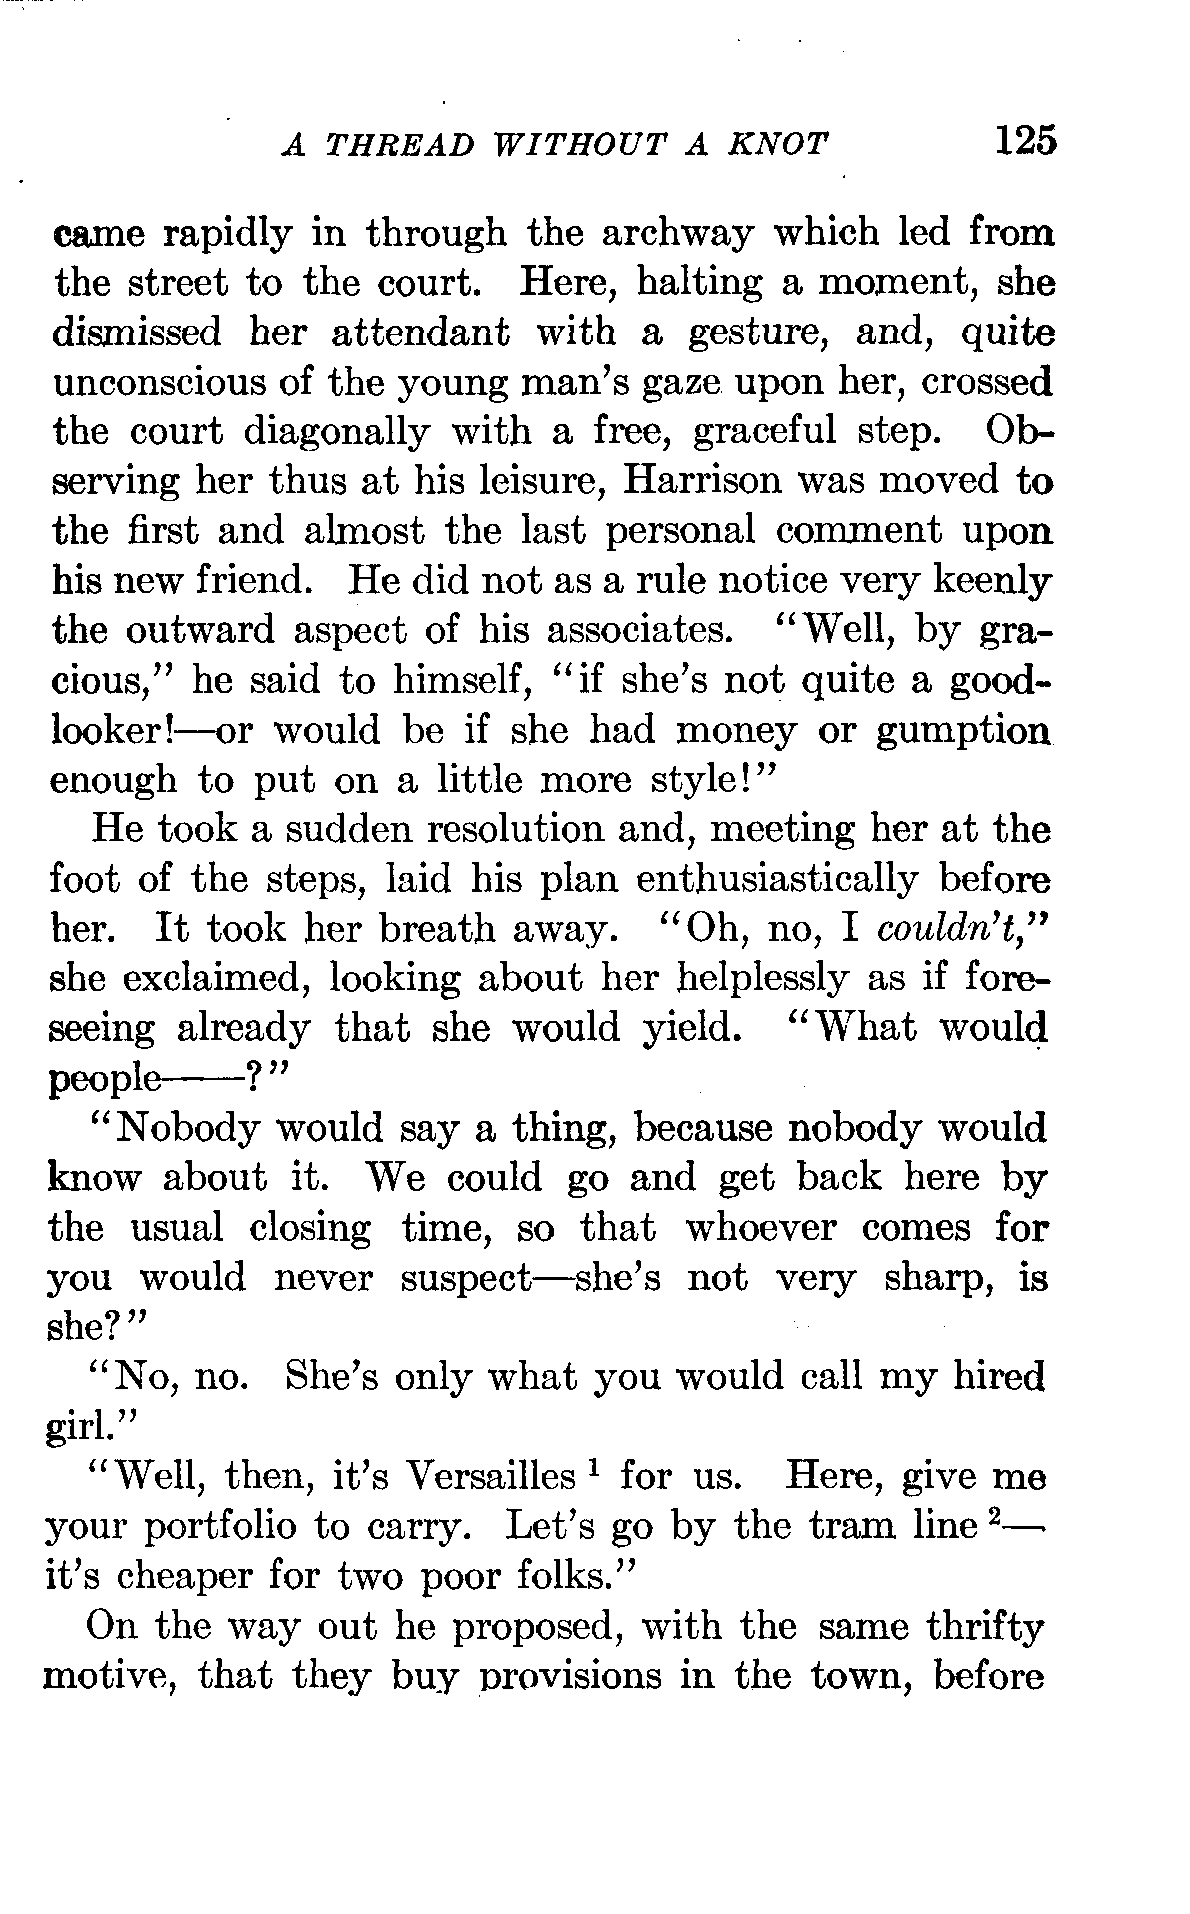 A THREAD WITHOUT A KNOT 125
came rapidly in through the archway which led from
the street to the court. Here, halting a moment, she
dismissed her attendant with a gesture, and, quite
unconscious of the young man's gaze upon her, crossed
the court diagonally with a free, graceful step. Ob-
serving her thus at his leisure, Harrison was moved to
the first and almost the last personal comment upon
his new friend. He did not as a rule notice very keenly
the outward aspect of his associates. "Well, by gra-
cious," he said to himself, "if she's not quite a good-
looker!—or would be if she had money or gumption
enough to put on a little more style!"
He took a sudden resolution and, meeting her at the
foot of the steps, laid his plan enthusiastically before
her. It took her breath away. "Oh, no, I couldn't,"
she exclaimed, looking about her helplessly as if fore-
seeing already that she would yield. "What would
people——?"
"Nobody would say a thing, because nobody would
know about it. We could go and get back here by
the usual closing time, so that whoever comes for
you would never suspect—she's not very sharp, is
she?"
"No, no. She's only what you would call my hired
girl."
"Well, then, it's Versailles ¹ for us. Here, give me
your portfolio to carry. Let's go by the tram line ²—
it's cheaper for two poor folks."
On the way out he proposed, with the same thrifty
motive, that they buy provisions in the town, before